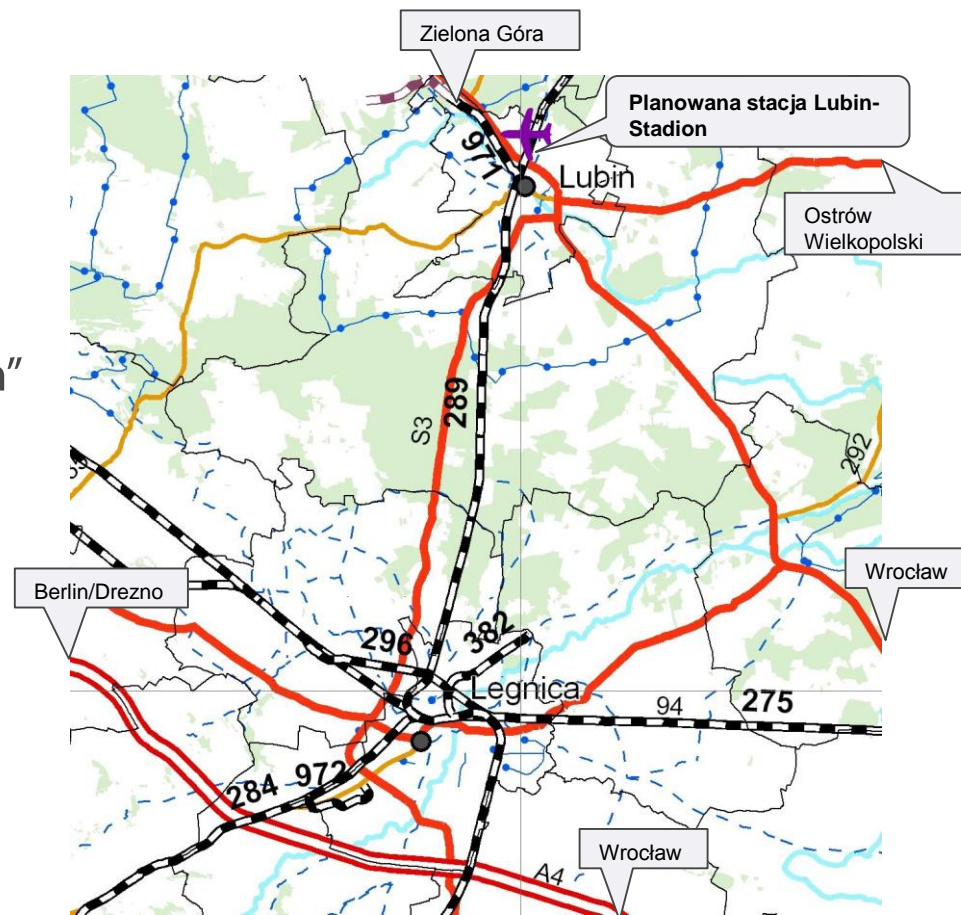 Zielona Góra
Planowana stacja Lubin-
Stadion
971
Lubin
Ostrów
Wielkopolski
n”
289
S3
292
Wrocław
Berlin/Drezno
296
382
Legnica
94
275
284
972
Wrocław
A4